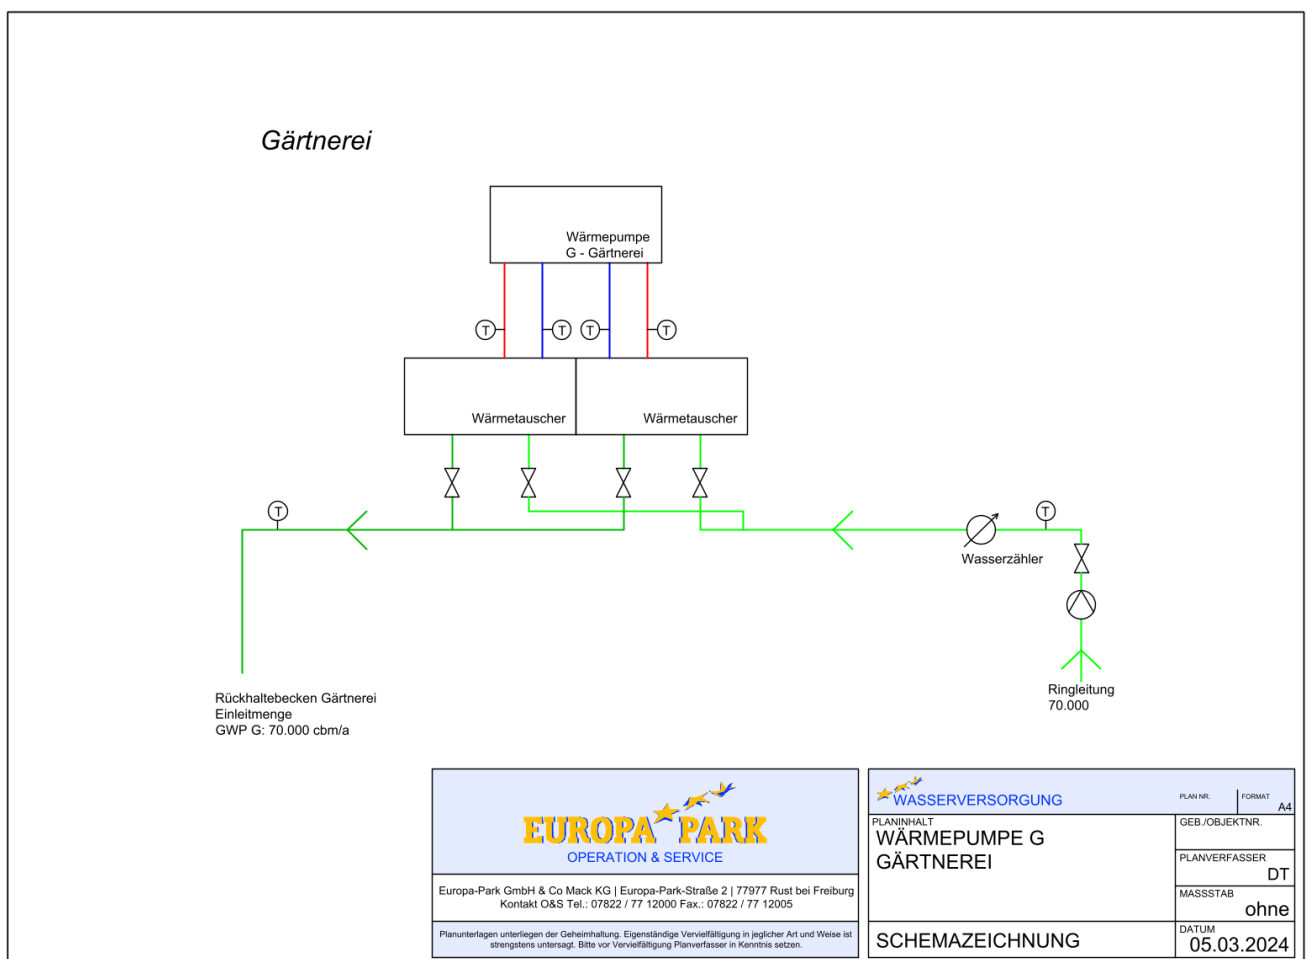 Gärtnerei
Wärmepumpe
G - Gärtnerei
T
T
T
T
Wärmetauscher
Wärmetauscher
T
T
Wasserzähler
Rückhaltebecken Gärtnerei
Einleitmenge
GWP G: 70.000 cbm/a
Ringleitung
70.000
EUROPA PARK
OPERATION & SERVICE
Europa-Park GmbH & Co Mack KG | Europa-Park-Straße 2 | 77977 Rust bei Freiburg
Kontakt O&S Tel.: 07822 / 77 12000 Fax.: 07822 / 77 12005
Planunterlagen unterliegen der Geheimhaltung. Eigenständige Vervielfältigung in jeglicher Art und Weise ist
strengstens untersagt. Bitte vor Vervielfältigung Planverfasser in Kenntnis setzen.
WASSERVERSORGUNG
PLAN NR.
FORMAT
A4
PLANINHALT
WÄRMEPUMPE G
GÄRTNEREI
GEB./OBJEKTNR.
PLANVERFASSER
DT
MASSSTAB
ohne
SCHEMAZEICHNUNG
DATUM
05.03.2024